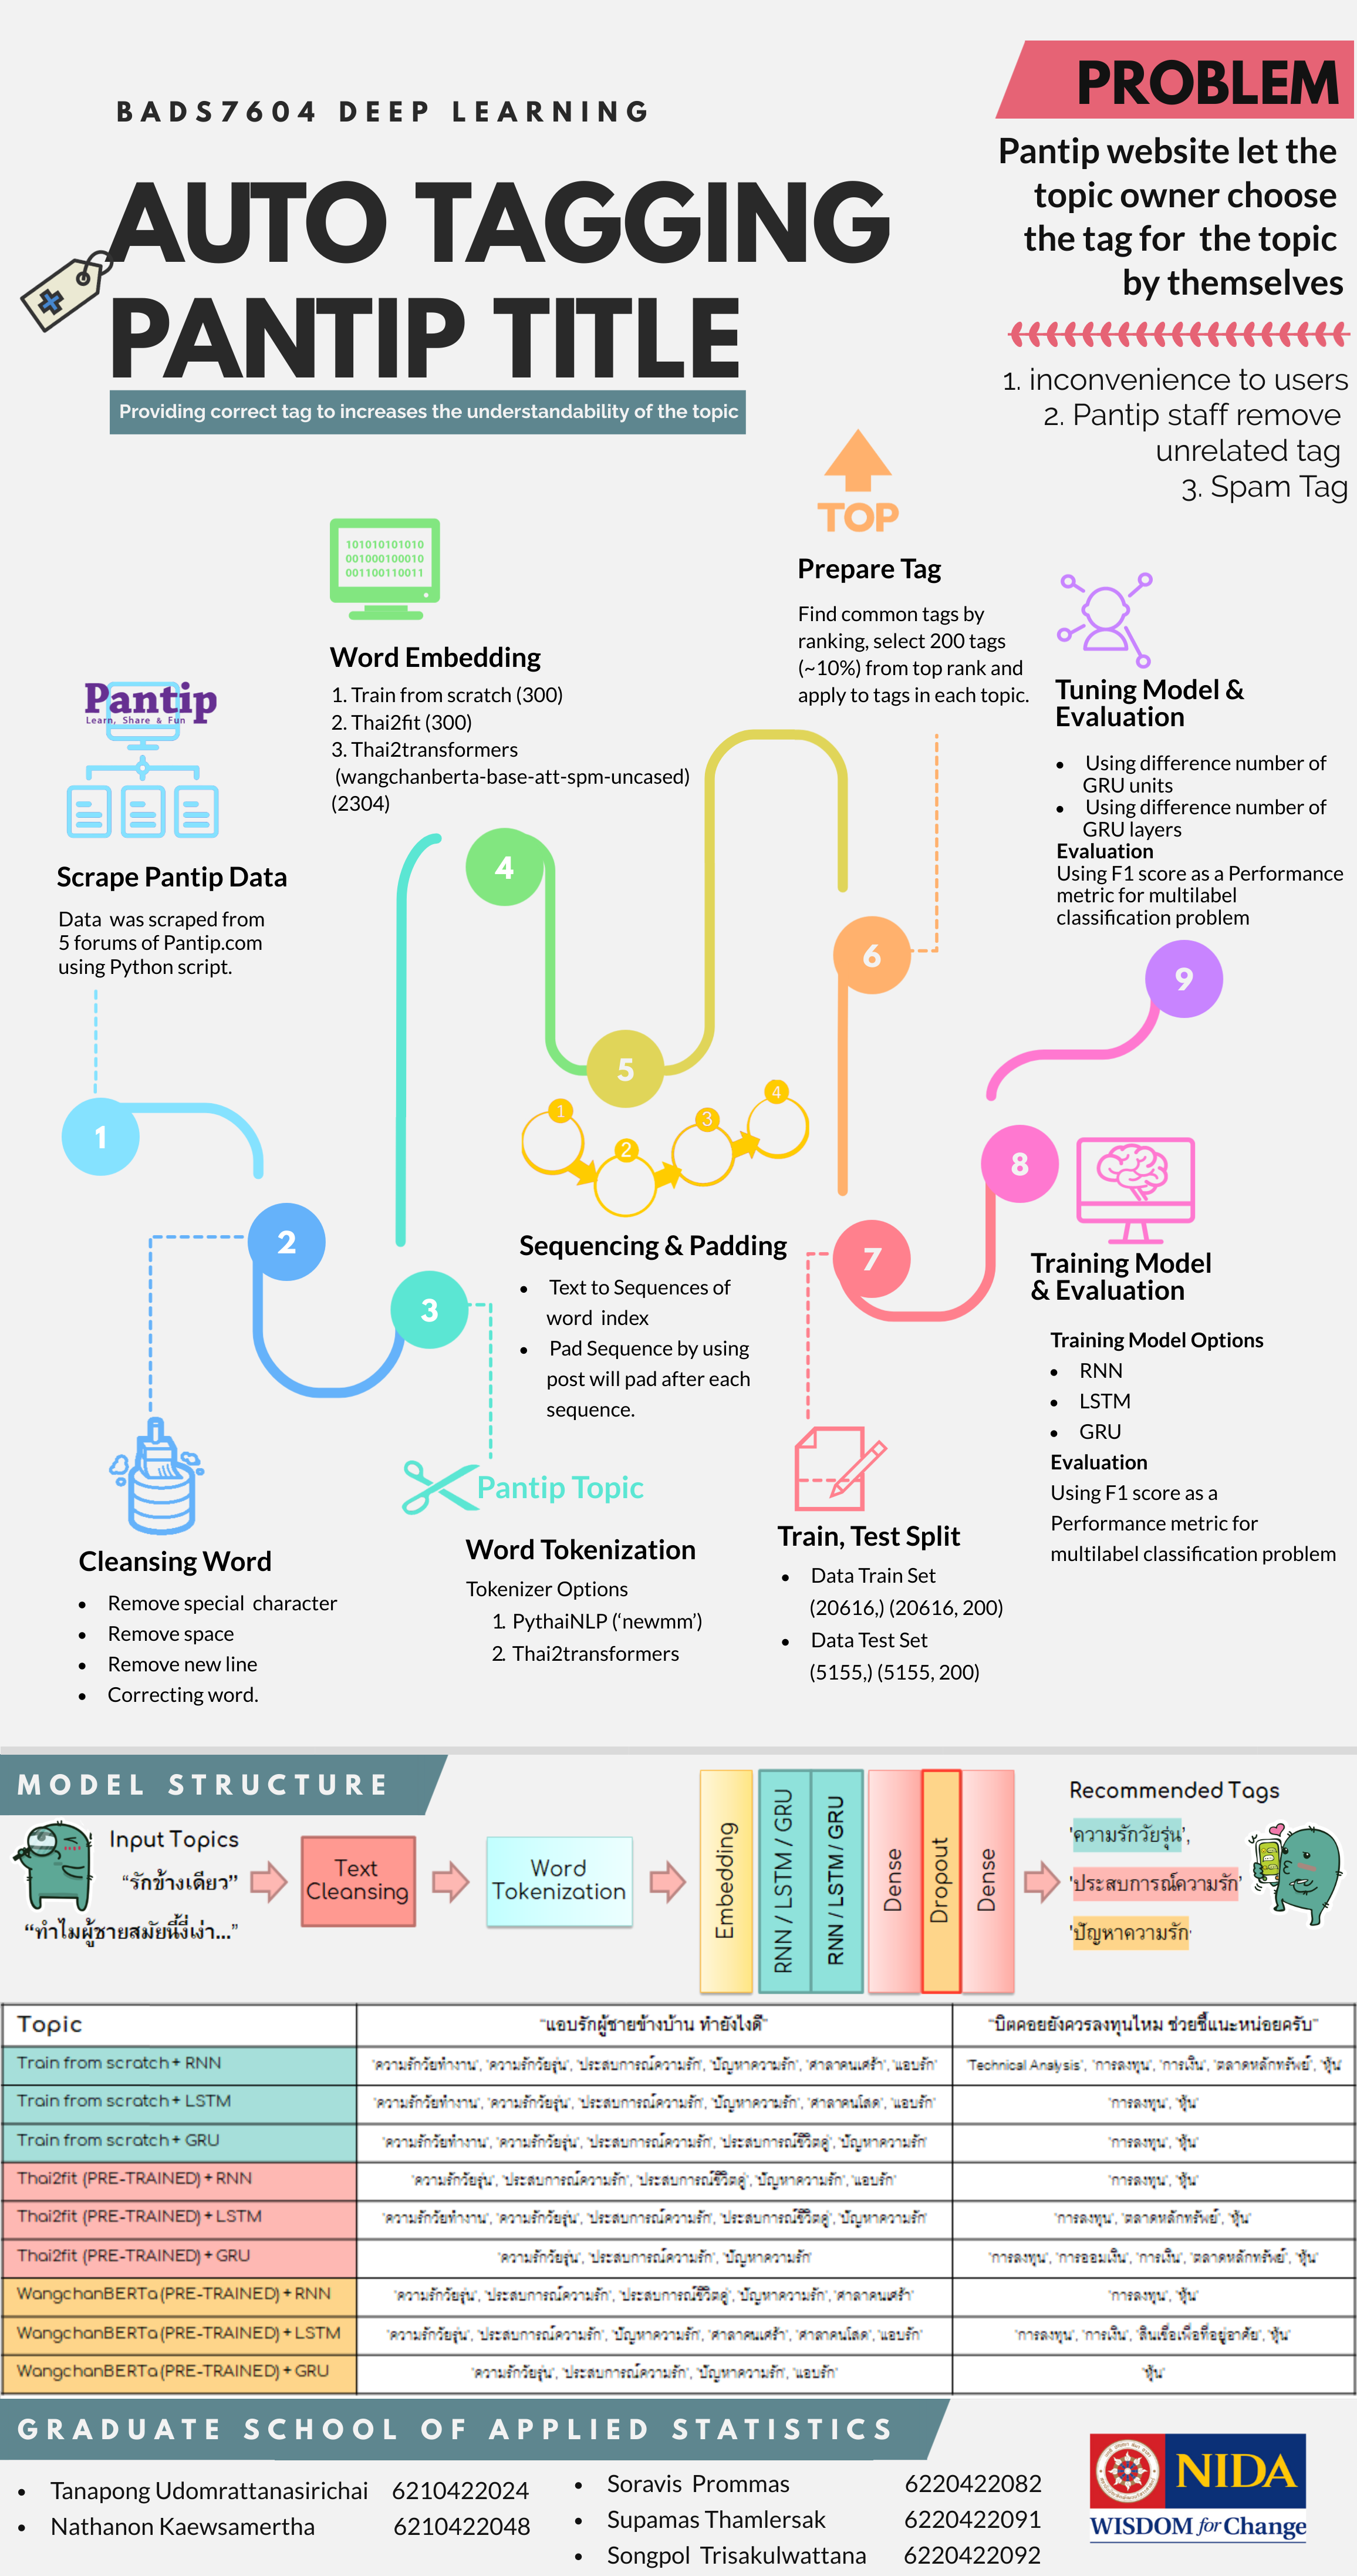 BADS7604 DEEP LEARNING
AUTO TAGGING
PANTIP TITLE
Providing correct tag to increases the understandability of the topic
PROBLEM
Pantip website let the
topic owner choose
the tag for the topic
by themselves
1. inconvenience to users
2. Pantip staff remove
unrelated tag
3. Spam Tag
Pantip
Learn, Share & Fun
Scrape Pantip Data
Data was scraped from
5 forums of Pantip.com
using Python script.
1
2
Cleansing Word
• Remove special character
• Remove space
• Remove new line
• Correcting word.
3
Pantip Topic
Word Tokenization
Tokenizer Options
1. PythaiNLP (‘newmm’)
2. Thai2transformers
101010101010
001000100010
001100110011
Word Embedding
1. Train from scratch (300)
2. Thai2fit (300)
3. Thai2transformers
(wangchanberta-base-att-spm-uncased)
(2304)
4
5
1
2
3
4
Sequencing & Padding
• Text to Sequences of
word index
• Pad Sequence by using
post will pad after each
sequence.
TOP
Prepare Tag
Find common tags by
ranking, select 200 tags
(~10%) from top rank and
apply to tags in each topic.
6
7
Train, Test Split
• Data Train Set
(20616,) (20616, 200)
• Data Test Set
(5155,) (5155, 200)
8
Training Model
& Evaluation
Training Model Options
• RNN
• LSTM
• GRU
Evaluation
Using F1 score as a
Performance metric for
multilabel classification problem
Tuning Model &
Evaluation
• Using difference number of
GRU units
• Using difference number of
GRU layers
Evaluation
Using F1 score as a Performance
metric for multilabel
classification problem
9
MODEL STRUCTURE
Input Topics
“รักข้างเดียว”
“ทำไมผู้ชายสมัยนี้งี่เง่า...”
Text
Cleansing
Word
Tokenization
Embedding
RNN / LSTM / GRU
RNN / LSTM / GRU
Dense
Dropout
Dense
Recommended Tags
'ความรักวัยรุ่น',
'ประสบการณ์ความรัก'
'ปัญหาความรัก'
Topic "แอบรักผู้ชายข้างบ้าน ทำยังไงดี" "บิตคอยยังควรลงทุนไหม ช่วยชี้แนะหน่อยครับ"
Train from scratch + RNN 'ความรักวัยทำงาน', 'ความรักวัยรุ่น', 'ประสบการณ์ความรัก', 'ปัญหาความรัก', 'ศาลาคนเศร้า', 'แอบรัก' 'Technical Analysis', 'การลงทุน', 'การเงิน', 'ตลาดหลักทรัพย์', 'หุ้น'
Train from scratch + LSTM 'ความรักวัยทำงาน', 'ความรักวัยรุ่น', 'ประสบการณ์ความรัก', 'ปัญหาความรัก', 'ศาลาคนโสด', 'แอบรัก' 'การลงทุน', 'หุ้น'
Train from scratch + GRU 'ความรักวัยทำงาน', 'ความรักวัยรุ่น', 'ประสบการณ์ความรัก', 'ประสบการณ์ชีวิตคู่', 'ปัญหาความรัก' 'การลงทุน', 'หุ้น'
Thai2fit (PRE-TRAINED) + RNN 'ความรักวัยรุ่น', 'ประสบการณ์ความรัก', 'ประสบการณ์ชีวิตคู่', 'ปัญหาความรัก', 'แอบรัก' 'การลงทุน', 'หุ้น'
Thai2fit (PRE-TRAINED) + LSTM 'ความรักวัยทำงาน', 'ความรักวัยรุ่น', 'ประสบการณ์ความรัก', 'ประสบการณ์ชีวิตคู่', 'ปัญหาความรัก' 'การลงทุน', 'ตลาดหลักทรัพย์', 'หุ้น'
Thai2fit (PRE-TRAINED) + GRU 'ความรักวัยรุ่น', 'ประสบการณ์ความรัก', 'ปัญหาความรัก' 'การลงทุน', 'การออมเงิน', 'การเงิน', 'ตลาดหลักทรัพย์', 'หุ้น'
WangchanBERTa (PRE-TRAINED) + RNN 'ความรักวัยรุ่น', 'ประสบการณ์ความรัก', 'ประสบการณ์ชีวิตคู่', 'ปัญหาความรัก', 'ศาลาคนเศร้า' 'การลงทุน', 'หุ้น'
WangchanBERTa (PRE-TRAINED) + LSTM 'ความรักวัยรุ่น', 'ประสบการณ์ความรัก', 'ปัญหาความรัก', 'ศาลาคนเศร้า', 'ศาลาคนโสด', 'แอบรัก' 'การลงทุน', 'การเงิน', 'สินเชื่อเพื่อที่อยู่อาศัย', 'หุ้น'
WangchanBERTa (PRE-TRAINED) + GRU 'ความรักวัยรุ่น', 'ประสบการณ์ความรัก', 'ปัญหาความรัก', 'แอบรัก' 'หุ้น'
GRADUATE SCHOOL OF APPLIED STATISTICS
• Tanapong Udomrattanasirichai 6210422024
• Nathanon Kaewsamertha 6210422048
• Soravis Prommas 6220422082
• Supamas Thamlersak 6220422091
• Songpol Trisakulwattana 6220422092
NIDA
WISDOM for Change